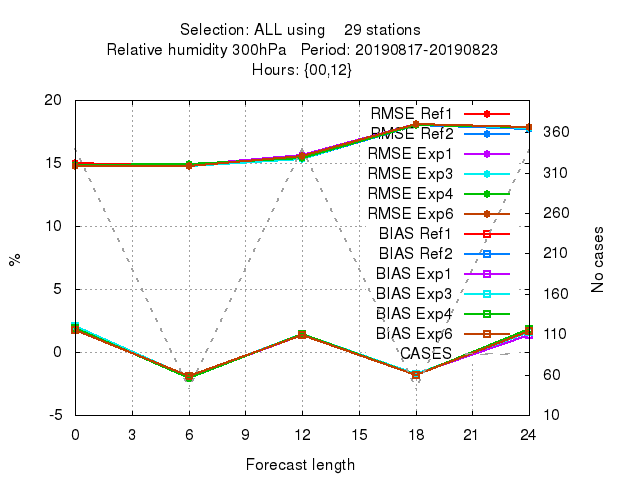 Selection: ALL using 29 stations
Relative humidity 300hPa Period: 20190817-20190823
Hours: {00,12}
20
15
10
5
0
-5
%
0 3 6 9 12 15 18 21 24
Forecast length
360
310
260
210
160
110
60
10
No cases
RMSE Ref1
RMSE Ref2
RMSE Exp1
RMSE Exp3
RMSE Exp4
RMSE Exp6
BIAS Ref1
BIAS Ref2
BIAS Exp1
BIAS Exp3
BIAS Exp4
BIAS Exp6
CASES